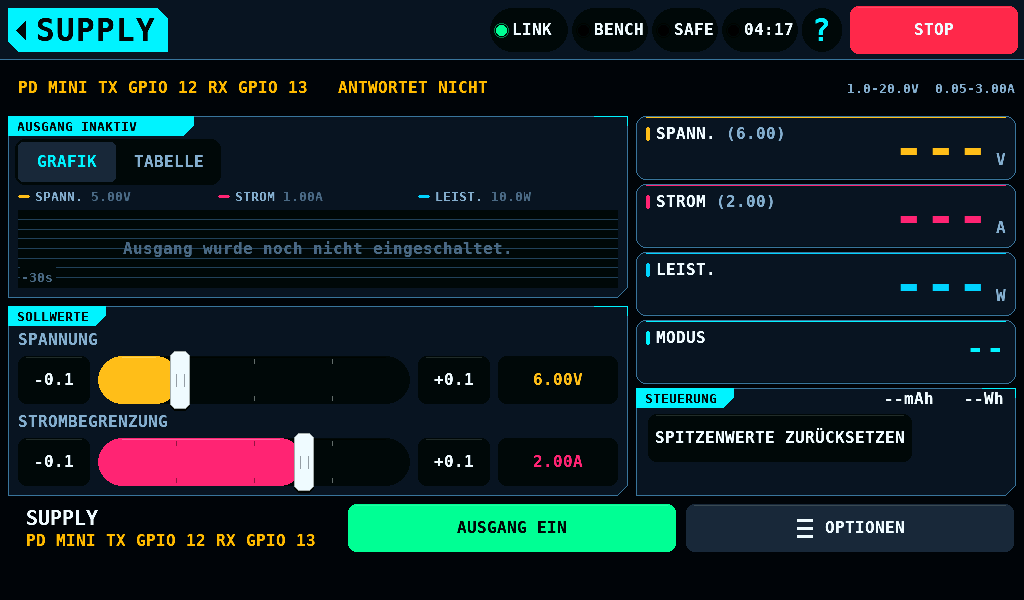 SUPPLY
LINK
BENCH
SAFE
04:17
?
STOP
PD MINI TX GPIO 12 RX GPIO 13 ANTWORTET NICHT
1.0-20.0V 0.05-3.00A
AUSGANG INAKTIV
GRAFIK
TABELLE
SPANN. 5.00V
STROM 1.00A
LEIST. 10.0W
Ausgang wurde noch nicht eingeschaltet.
-30s
SPANN. (6.00)
--- V
STROM (2.00)
--- A
LEIST.
--- W
MODUS
--
SOLLWERTE
SPANNUNG
-0.1
+0.1
6.00V
STROMBEGRENZUNG
-0.1
+0.1
2.00A
STEUERUNG
--mAh
--Wh
SPITZENWERTE ZURÜCKSETZEN
SUPPLY
PD MINI TX GPIO 12 RX GPIO 13
AUSGANG EIN
OPTIONEN